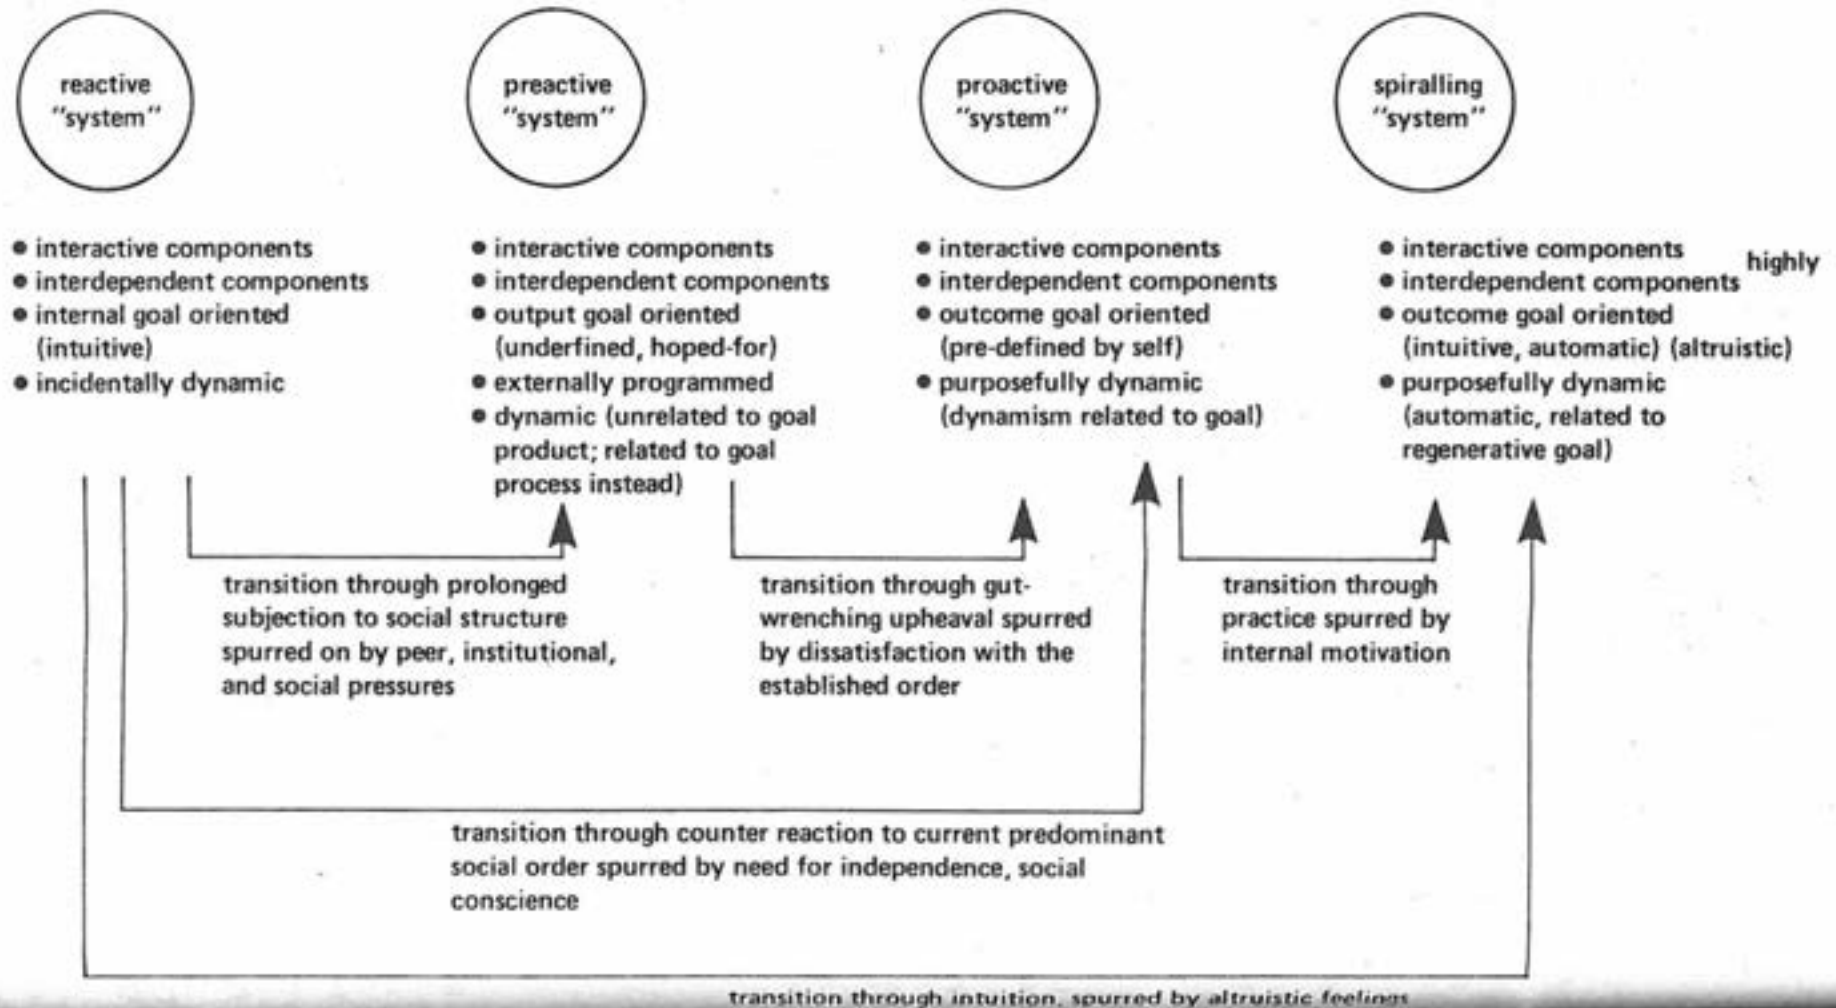 reactive
"system"
preactive
"system"
proactive
"system"
spiralling
"system"
● interactive components
● interdependent components
● internal goal oriented
(intuitive)
● incidentally dynamic
● interactive components
● interdependent components
● output goal oriented
(underfined, hoped-for)
● externally programmed
● dynamic (unrelated to goal
product; related to goal
process instead)
● interactive components
● interdependent components
● outcome goal oriented
(pre-defined by self)
● purposefully dynamic
(dynamism related to goal)
● interactive components
● interdependent components
highly
● outcome goal oriented
(intuitive, automatic) (altruistic)
● purposefully dynamic
(automatic, related to
regenerative goal)
transition through prolonged
subjection to social structure
spurred on by peer, institutional,
and social pressures
transition through gut-
wrenching upheaval spurred
by dissatisfaction with the
established order
transition through
practice spurred by
internal motivation
transition through counter reaction to current predominant
social order spurred by need for independence, social
conscience
transition through intuition, spurred by altruistic feelings